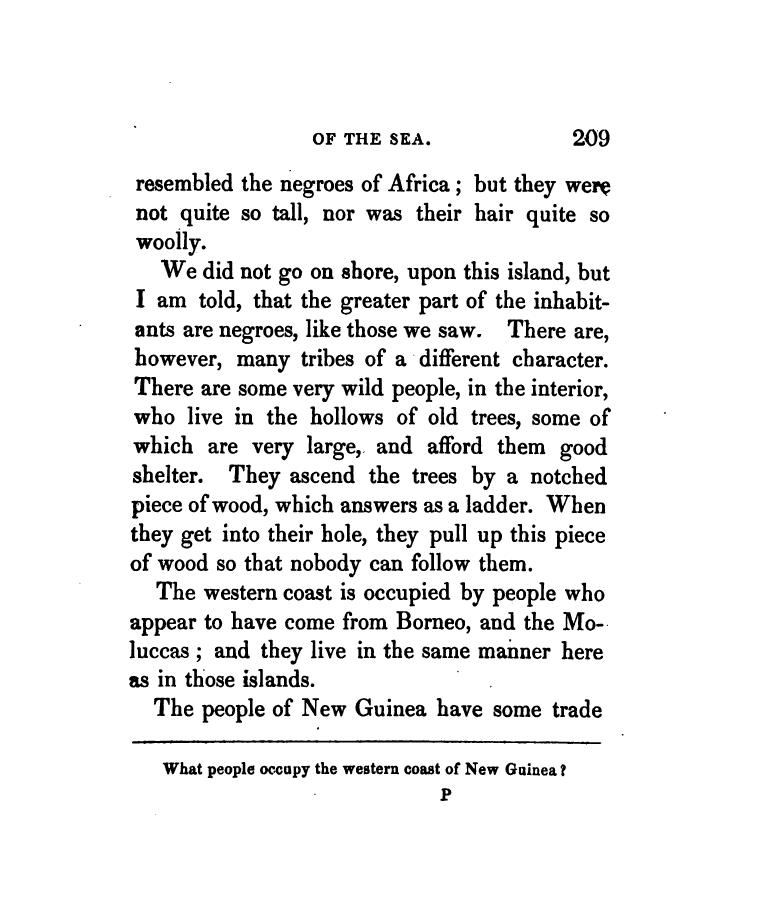 OF THE SEA. 209
resembled the negroes of Africa; but they were
not quite so tall, nor was their hair quite so
woolly.
We did not go on shore, upon this island, but
I am told, that the greater part of the inhabit-
ants are negroes, like those we saw. There are,
however, many tribes of a different character.
There are some very wild people, in the interior,
who live in the hollows of old trees, some of
which are very large, and afford them good
shelter. They ascend the trees by a notched
piece of wood, which answers as a ladder. When
they get into their hole, they pull up this piece
of wood so that nobody can follow them.
The western coast is occupied by people who
appear to have come from Borneo, and the Mo-
luccas; and they live in the same manner here
as in those islands.
The people of New Guinea have some trade
What people occupy the western coast of New Guinea?
P